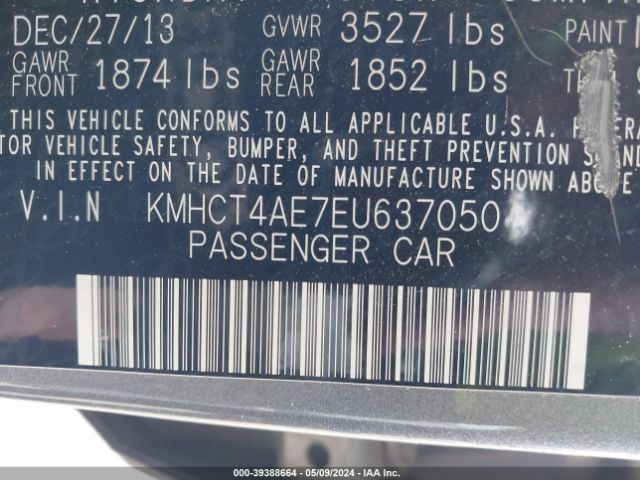 DEC/27/13 GVWR 3527 lbs PAINT
GAWR FRONT 1874 lbs GAWR REAR 1852 lbs
THIS VEHICLE CONFORMS TO ALL APPLICABLE U.S.A.
VEHICLE SAFETY, BUMPER, AND THEFT PREVENTION
IN EFFECT ON THE DATE OF MANUFACTURE SHOWN ABOVE
V.I.N KMHCT4AE7EU637050
PASSENGER CAR
000-39388664 - 05/09/2024 - IAA Inc.